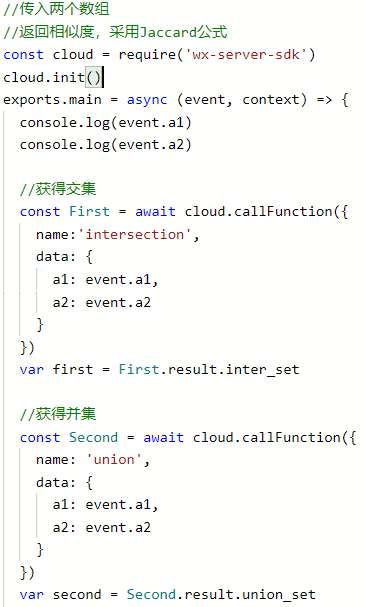 //传入两个数组
//返回相似度，采用Jaccard公式
const cloud = require('wx-server-sdk')
cloud.init()
exports.main = async (event, context) => {
  console.log(event.a1)
  console.log(event.a2)

  //获得交集
  const First = await cloud.callFunction({
    name:'intersection',
    data: {
      a1: event.a1,
      a2: event.a2
    }
  })
  var first = First.result.inter_set

  //获得并集
  const Second = await cloud.callFunction({
    name: 'union',
    data: {
      a1: event.a1,
      a2: event.a2
    }
  })
  var second = Second.result.union_set